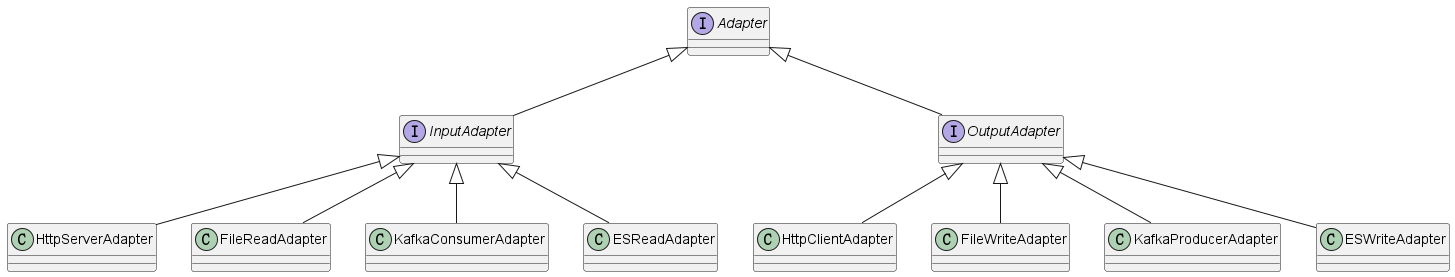 I Adapter
I InputAdapter
I OutputAdapter
C HttpServerAdapter
C FileReadAdapter
C KafkaConsumerAdapter
C ESReadAdapter
C HttpClientAdapter
C FileWriteAdapter
C KafkaProducerAdapter
C ESWriteAdapter